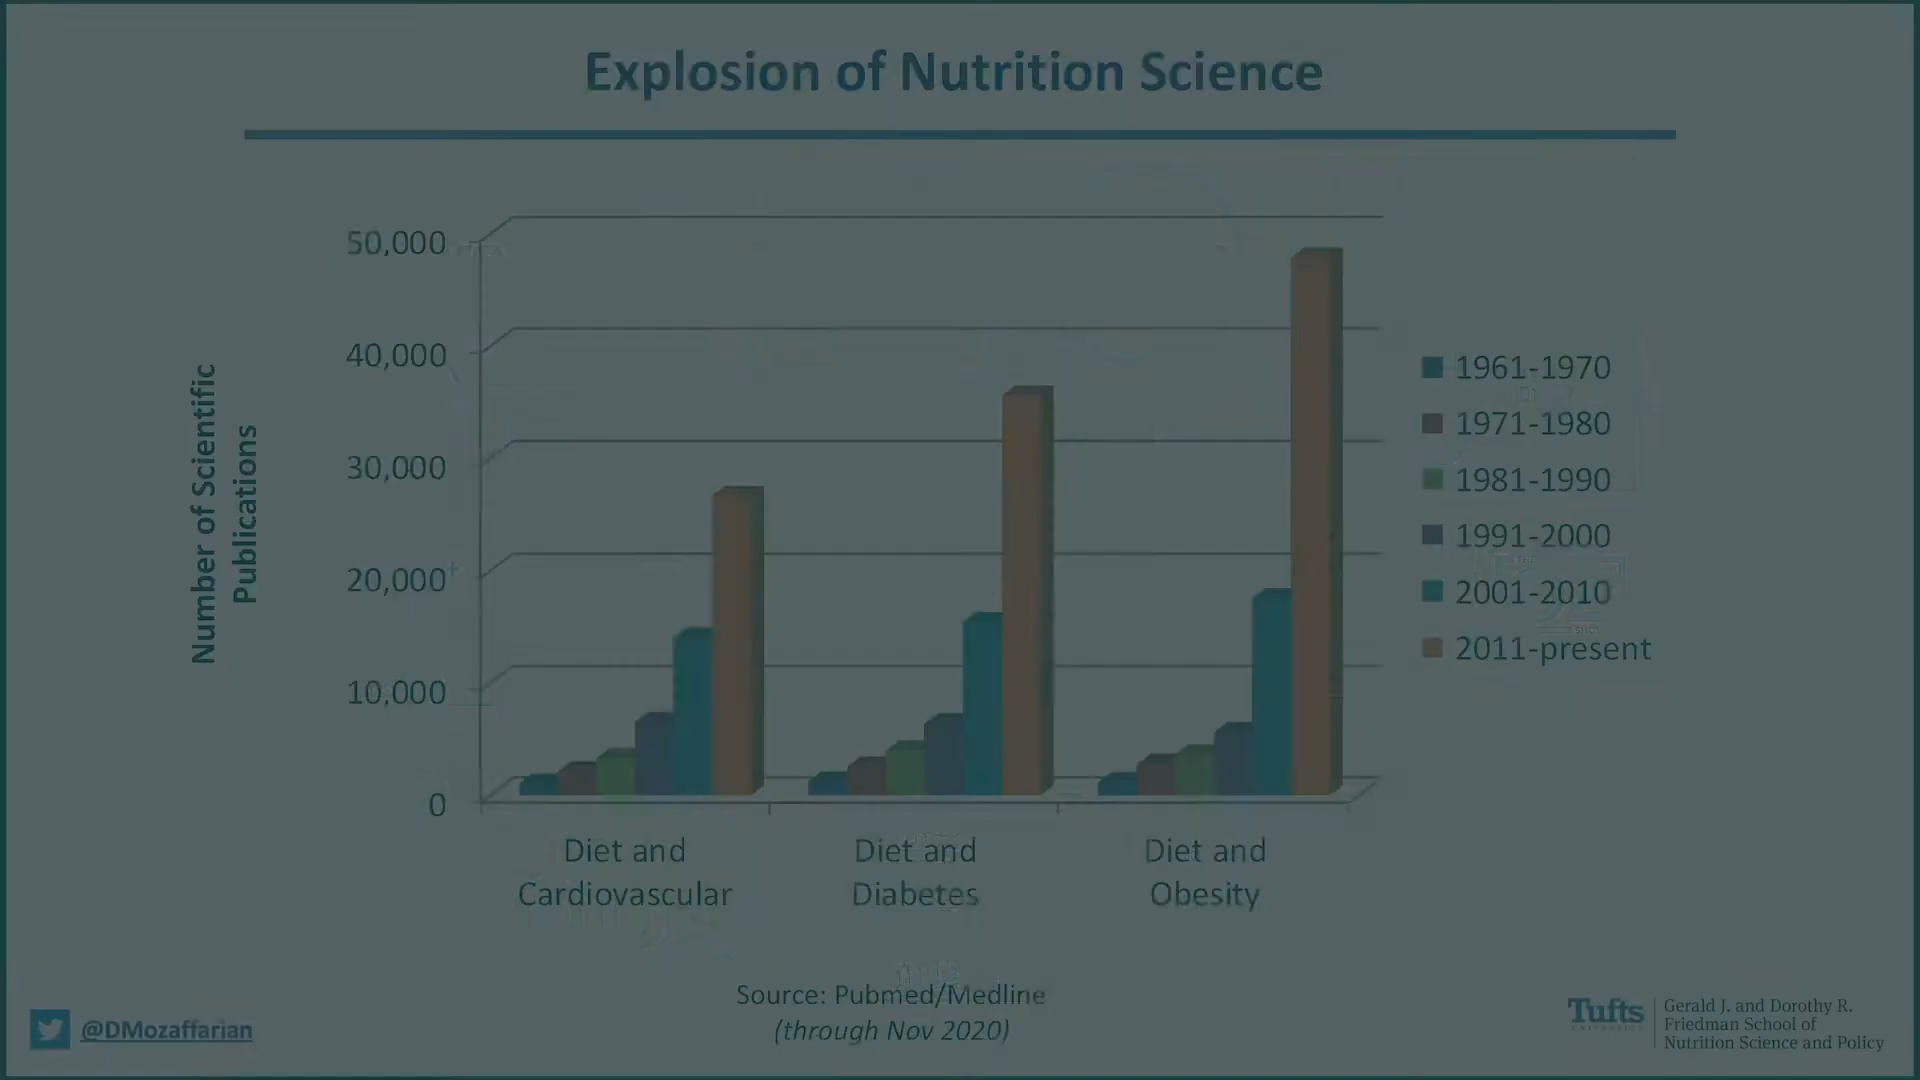 Explosion of Nutrition Science
Number of Scientific
Publications
50,000
40,000
30,000
20,000
10,000
0
Diet and
Cardiovascular
Diet and
Diabetes
Diet and
Obesity
1961-1970
1971-1980
1981-1990
1991-2000
2001-2010
2011-present
Source: Pubmed/Medline
(through Nov 2020)
@DMozaffarian
Tufts
UNIVERSITY
Gerald J. and Dorothy R.
Friedman School of
Nutrition Science and Policy